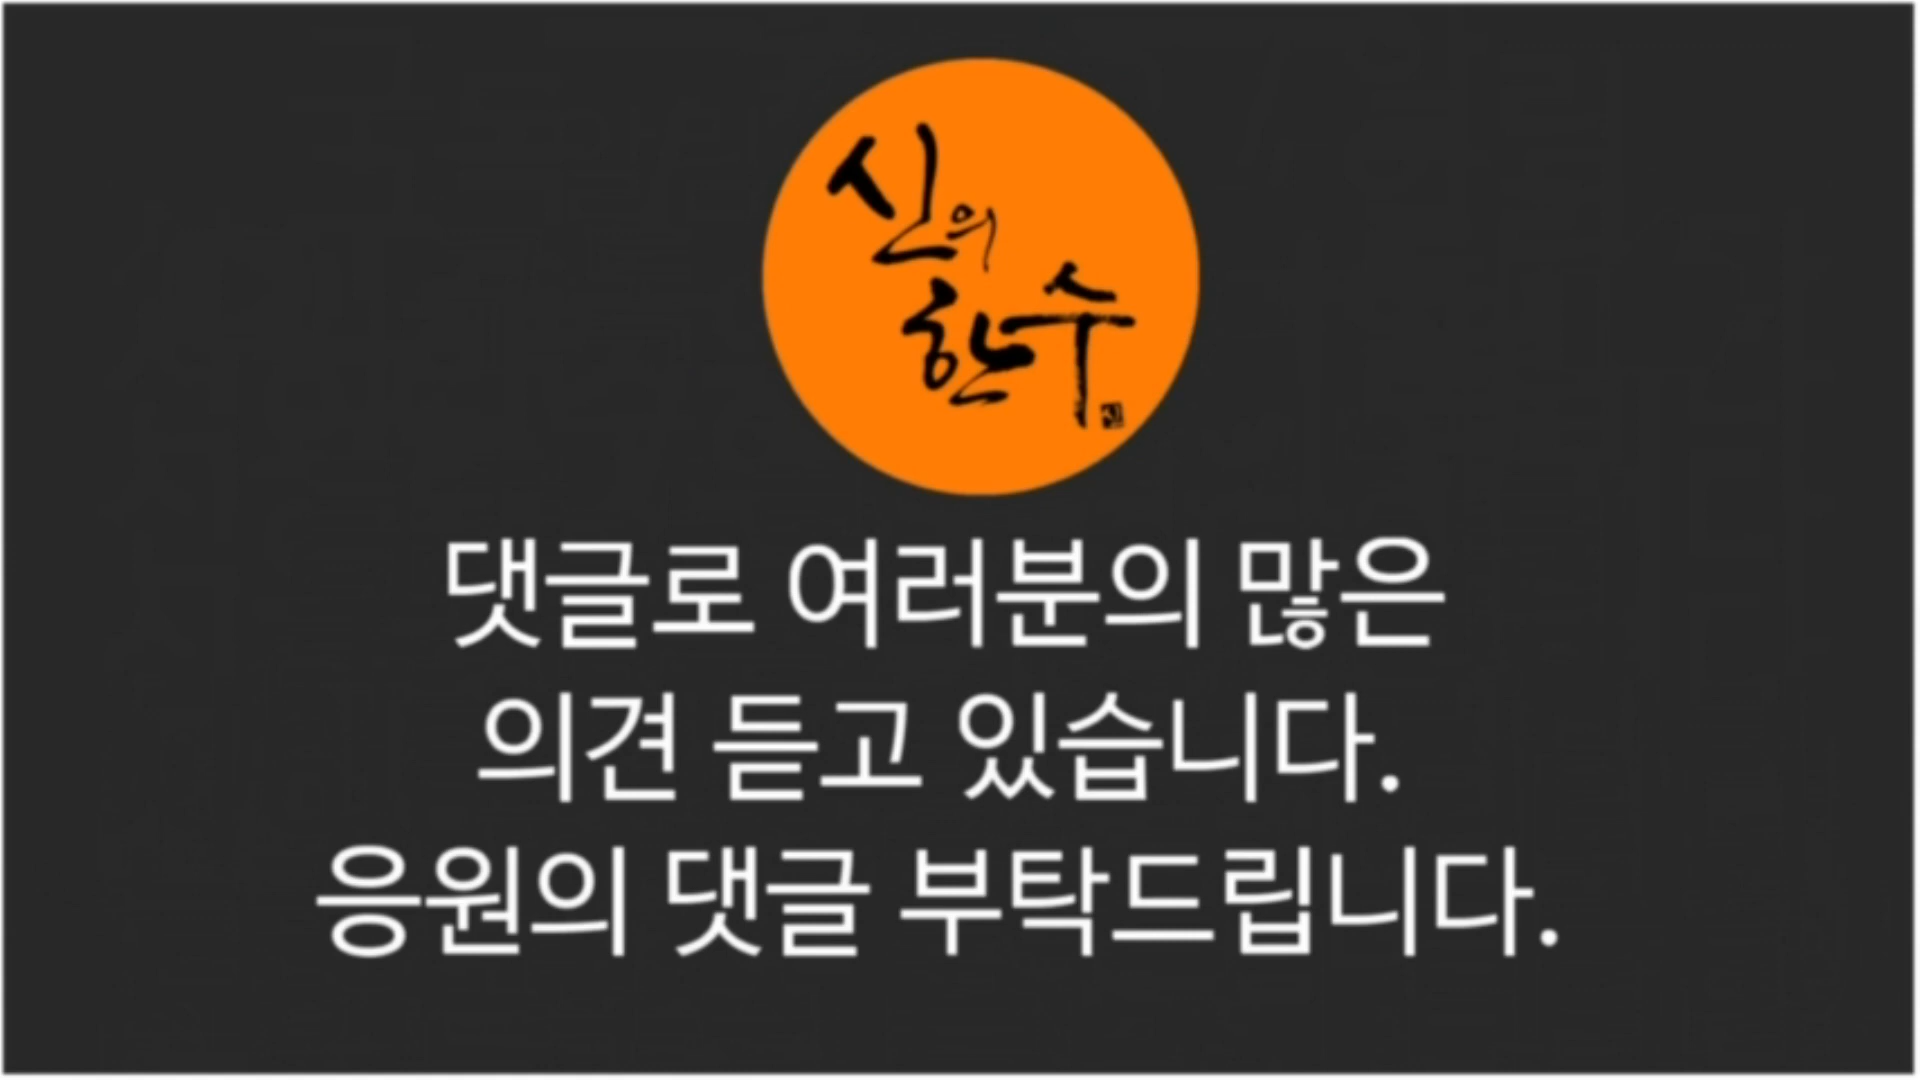 신의
한수
댓글로 여러분의 많은
의견 듣고 있습니다.
응원의 댓글 부탁드립니다.